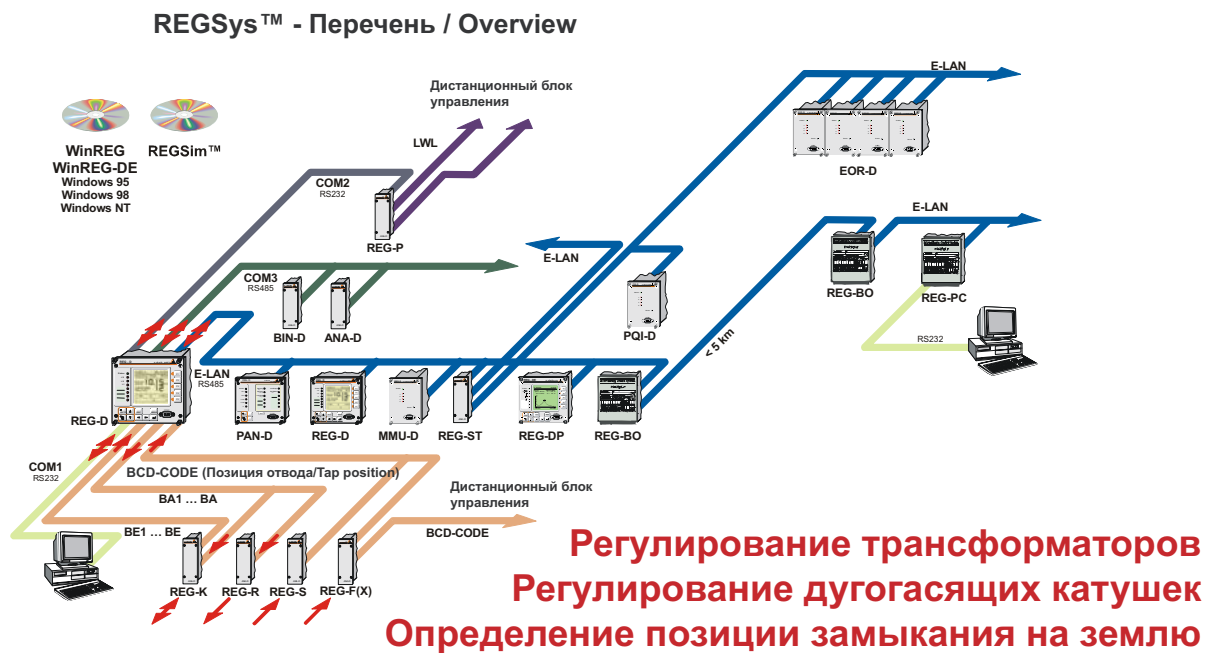 REGSys™ - Перечень / Overview
WinREG
WinREG-DE
Windows 95
Windows 98
Windows NT
REGSim™
Дистанционный блок
управления
LWL
COM2
RS232
REG-P
E-LAN
EOR-D
E-LAN
REG-BO
REG-PC
RS232
COM3
RS485
BIN-D
ANA-D
E-LAN
PQI-D
< 5 km
E-LAN
RS485
REG-D
PAN-D
REG-D
MMU-D
REG-ST
REG-DP
REG-BO
COM1
RS232
BCD-CODE (Позиция отвода/Tap position)
BA1 ... BA
BE1 ... BE
Дистанционный блок
управления
BCD-CODE
REG-K
REG-R
REG-S
REG-F(X)
Регулирование трансформаторов
Регулирование дугогасящих катушек
Определение позиции замыкания на землю